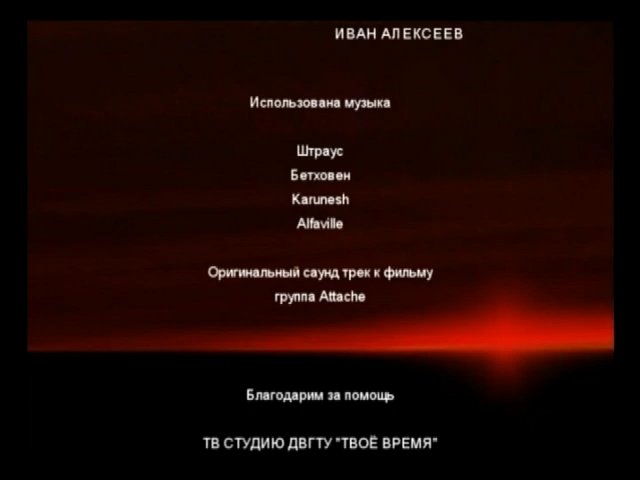 ИВАН АЛЕКСЕЕВ
Использована музыка
Штраус
Бетховен
Karunesh
Alfaville
Оригинальный саунд трек к фильму
группа Attache
Благодарим за помощь
ТВ СТУДИЮ ДВГТУ "ТВОЁ ВРЕМЯ"